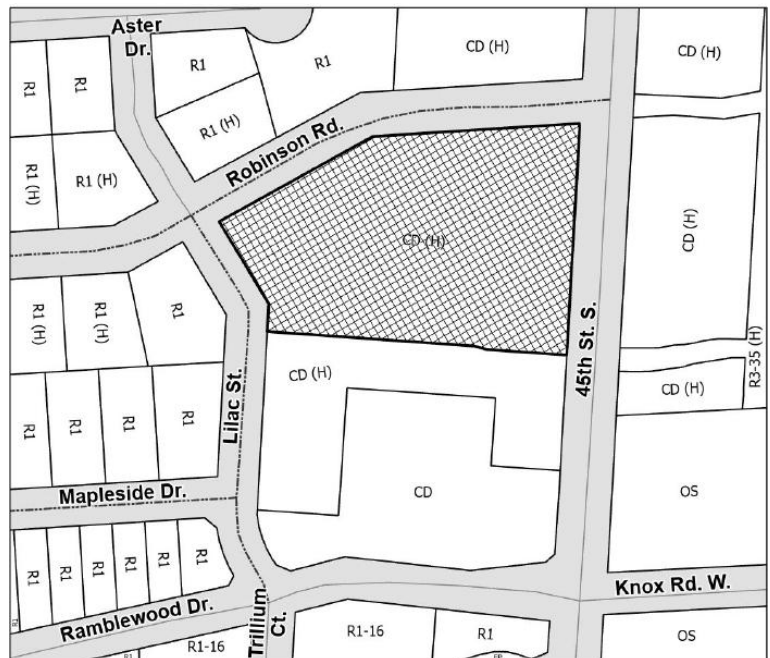 Aster
Dr.
R1
R1
R1
R1
CD (H)
CD (H)
R1 (H)
Robinson Rd.
R1 (H)
R1 (H)
CD (H)
CD (H)
R1 (H)
R1 (H)
R1
45th St. S.
R3-35 (H)
CD (H)
CD (H)
Lilac St.
R1
R1
R1
R1
Mapleside Dr.
CD
OS
R1
R1
R1
R1
R1
R1
Knox Rd. W.
Ramblewood Dr.
Trillium
Ct.
R1-16
R1-16
R1
OS